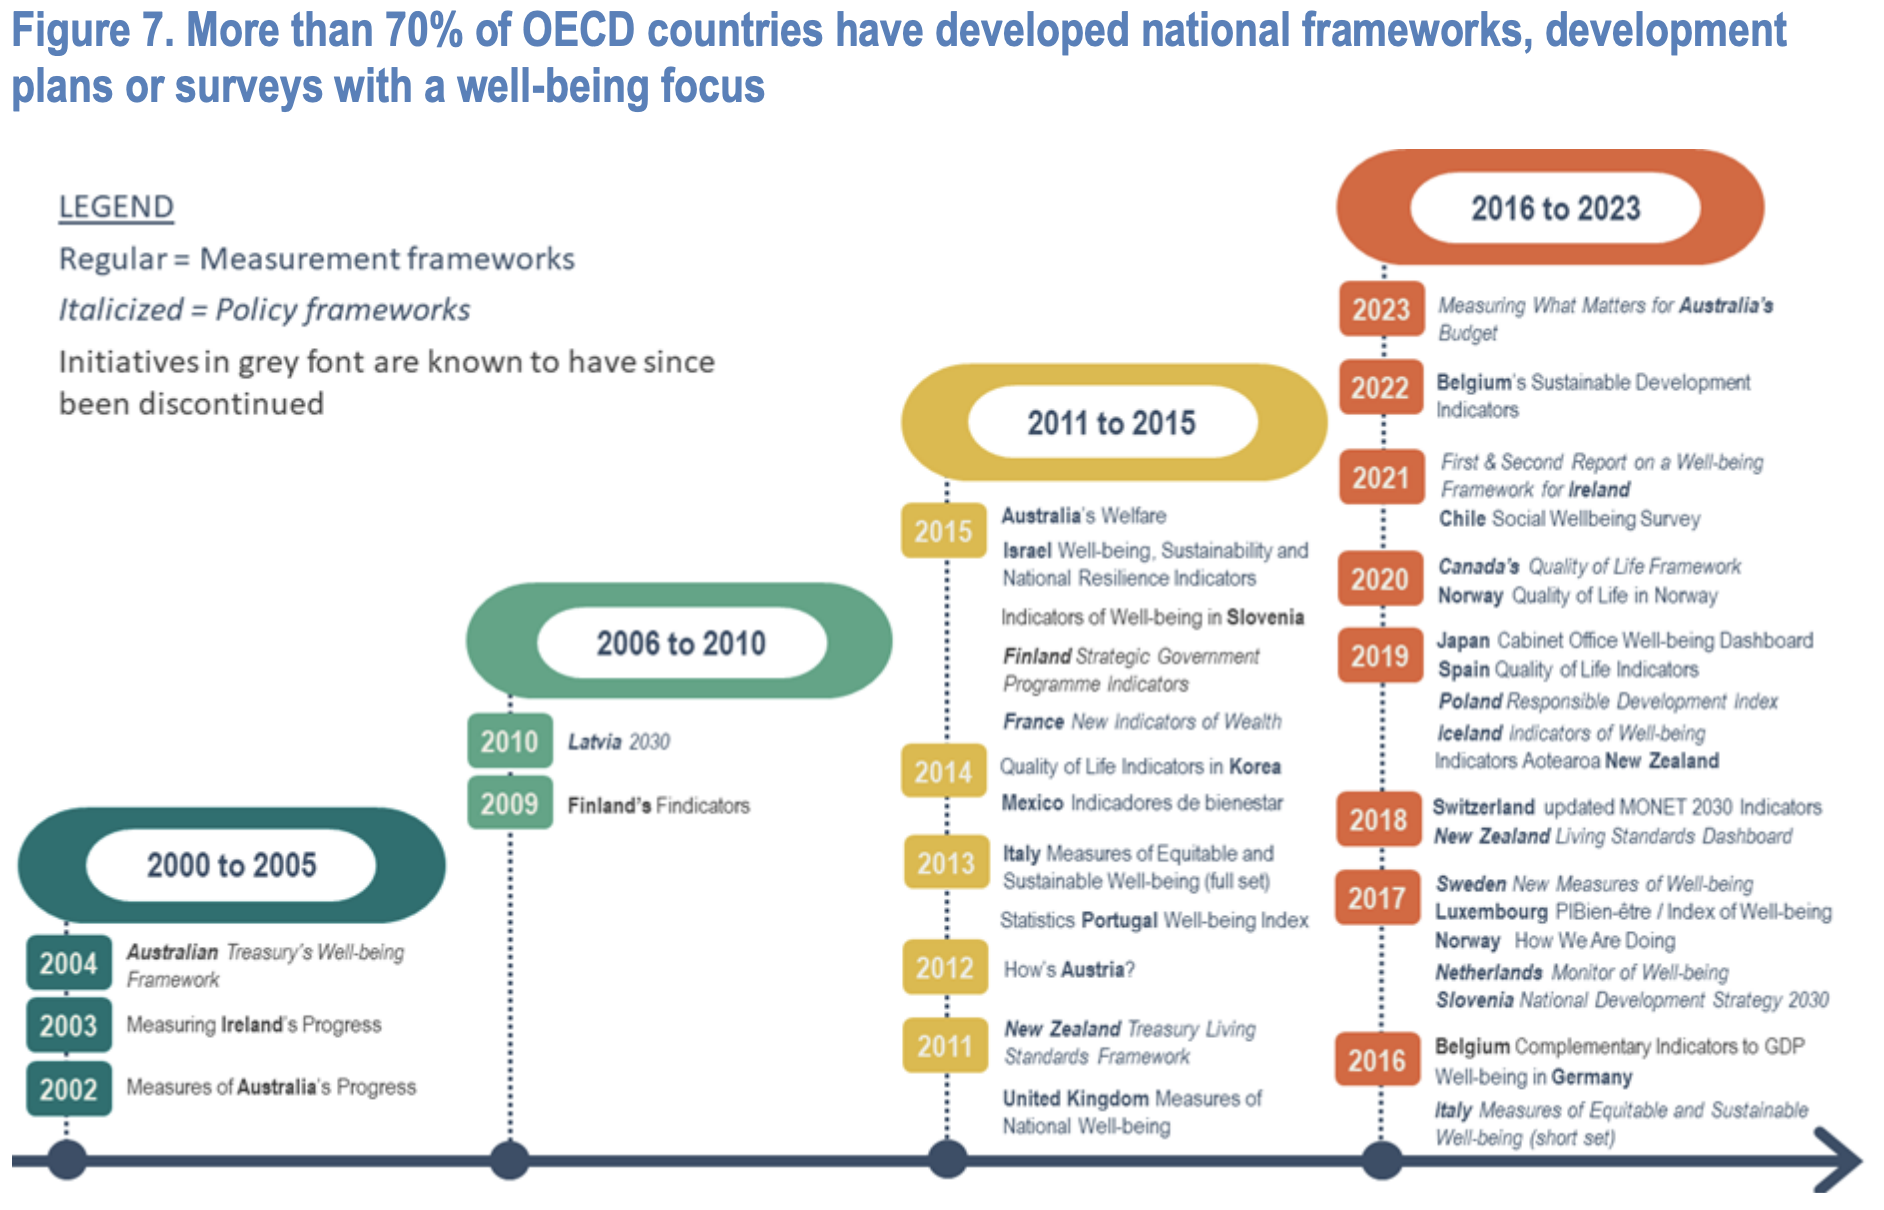 Figure 7. More than 70% of OECD countries have developed national frameworks, development
plans or surveys with a well-being focus
LEGEND
Regular = Measurement frameworks
Italicized = Policy frameworks
Initiatives in grey font are known to have since
been discontinued
2000 to 2005
2004
Australian Treasury's Well-being
Framework
2003
Measuring Ireland's Progress
2002
Measures of Australia's Progress
2006 to 2010
2010
Latvia 2030
2009
Finland's Findicators
2011 to 2015
2015
Australia's Welfare
Israel Well-being, Sustainability and
National Resilience Indicators
Indicators of Well-being in Slovenia
Finland Strategic Government
Programme Indicators
France New Indicators of Wealth
2014
Quality of Life Indicators in Korea
Mexico Indicadores de bienestar
2013
Italy Measures of Equitable and
Sustainable Well-being (full set)
Statistics Portugal Well-being Index
2012
How's Austria?
2011
New Zealand Treasury Living
Standards Framework
United Kingdom Measures of
National Well-being
2016 to 2023
2023
Measuring What Matters for Australia's
Budget
2022
Belgium's Sustainable Development
Indicators
2021
First & Second Report on a Well-being
Framework for Ireland
Chile Social Wellbeing Survey
2020
Canada's Quality of Life Framework
Norway Quality of Life in Norway
2019
Japan Cabinet Office Well-being Dashboard
Spain Quality of Life Indicators
Poland Responsible Development Index
Iceland Indicators of Well-being
Indicators Aotearoa New Zealand
2018
Switzerland updated MONET 2030 Indicators
New Zealand Living Standards Dashboard
2017
Sweden New Measures of Well-being
Luxembourg PIBien-être / Index of Well-being
Norway How We Are Doing
Netherlands Monitor of Well-being
Slovenia National Development Strategy 2030
2016
Belgium Complementary Indicators to GDP
Well-being in Germany
Italy Measures of Equitable and Sustainable
Well-being (short set)